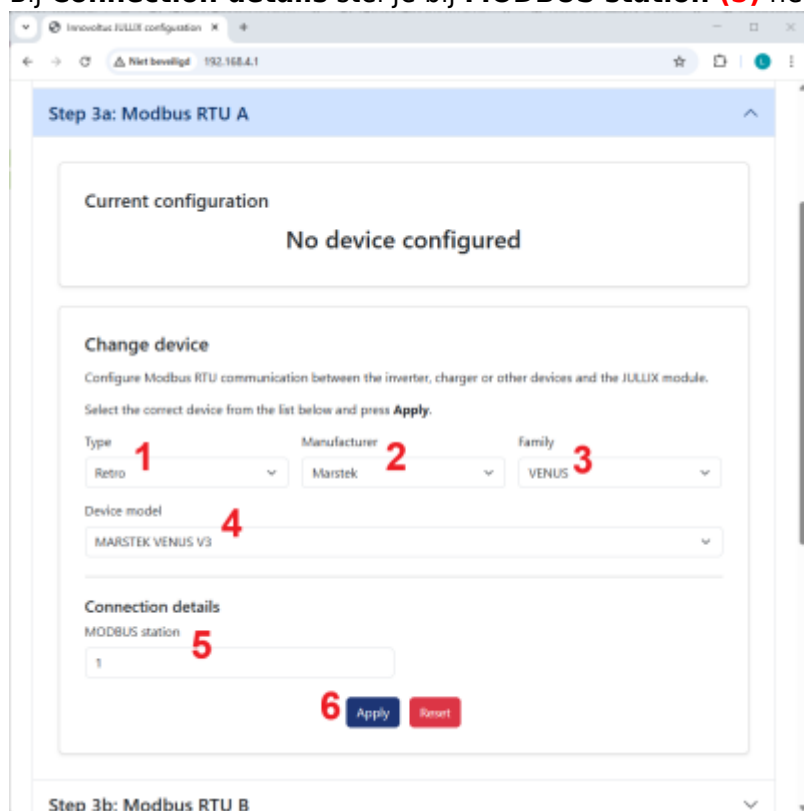 Bij Connection details stel je bij MODBUS station (5)
Innovoltus JULLIX configuration
Niet beveiligd 192.168.4.1
L
Step 3a: Modbus RTU A
Current configuration
No device configured
Change device
Configure Modbus RTU communication between the inverter, charger or other devices and the JULLIX module.
Select the correct device from the list below and press Apply.
Type 1 Manufacturer 2 Family 3
Retro Marstek VENUS
Device model 4
MARSTEK VENUS V3
Connection details
MODBUS station 5
1
6 Apply Reset
Step 3b: Modbus RTU B